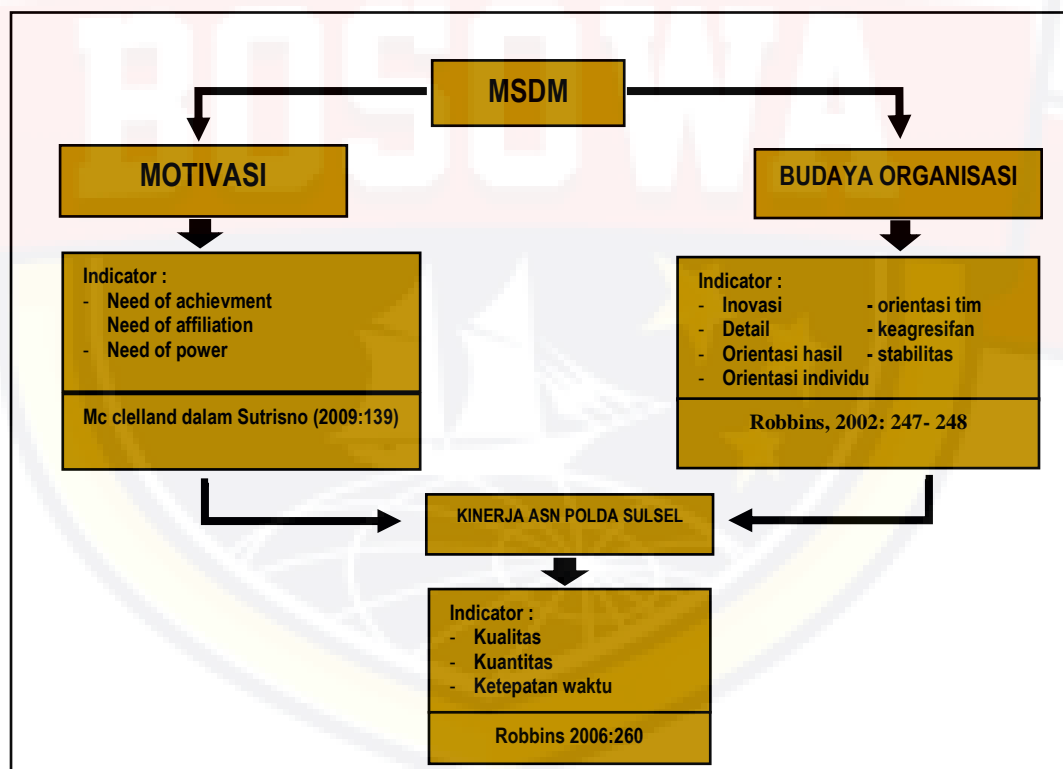 BOSOWA
MSDM
MOTIVASI
BUDAYA ORGANISASI
Indicator :
- Need of achievment
Need of affiliation
- Need of power
Mc clelland dalam Sutrisno (2009:139)
Indicator :
- Inovasi - orientasi tim
- Detail - keagresifan
- Orientasi hasil - stabilitas
- Orientasi individu
Robbins, 2002: 247- 248
KINERJA ASN POLDA SULSEL
Indicator :
- Kualitas
- Kuantitas
- Ketepatan waktu
Robbins 2006:260